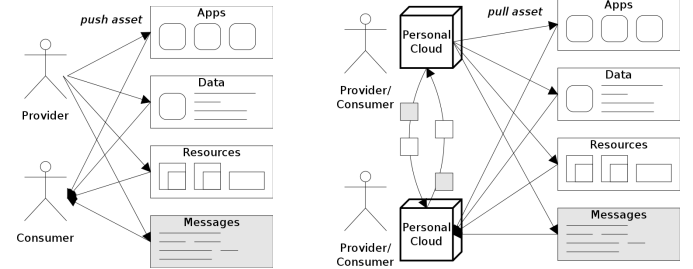 push asset
Apps
Data
Provider
Resources
Messages
Consumer
pull asset
Apps
Personal
Cloud
Data
Provider/
Consumer
Resources
Messages
Personal
Cloud
Provider/
Consumer